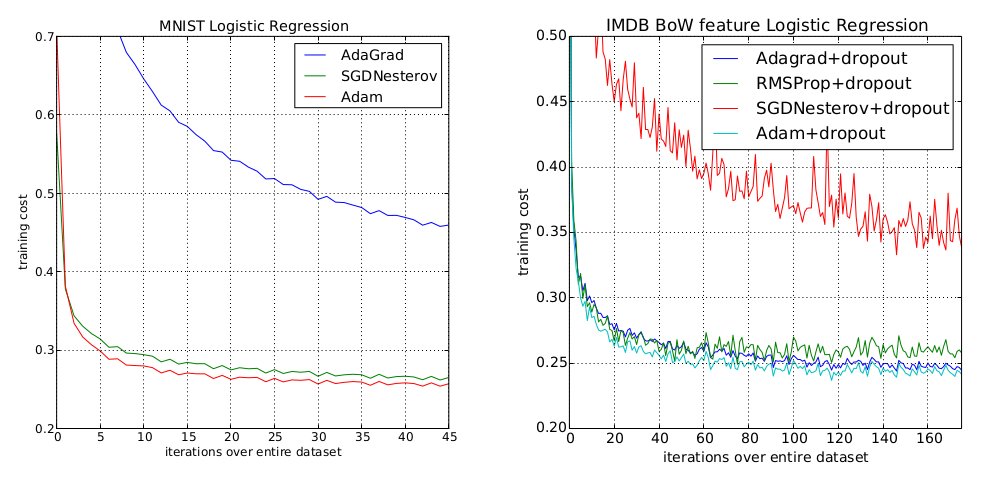 MNIST Logistic Regression
0.7
0.6
0.5
0.4
0.3
0.2
training cost
AdaGrad
SGDNesterov
Adam
0 5 10 15 20 25 30 35 40 45
iterations over entire dataset
IMDB BoW feature Logistic Regression
0.50
0.45
0.40
0.35
0.30
0.25
0.20
training cost
Adagrad+dropout
RMSProp+dropout
SGDNesterov+dropout
Adam+dropout
0 20 40 60 80 100 120 140 160
iterations over entire dataset